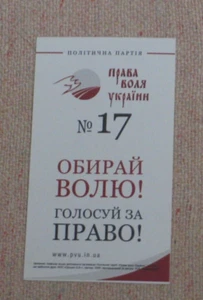 ПОЛІТИЧНА ПАРТІЯ
ПРАВА
ВОЛЯ
УКРАЇНИ
№ 17
ОБИРАЙ
ВОЛЮ!
ГОЛОСУЙ ЗА
ПРАВО!
www.pvu.in.ua